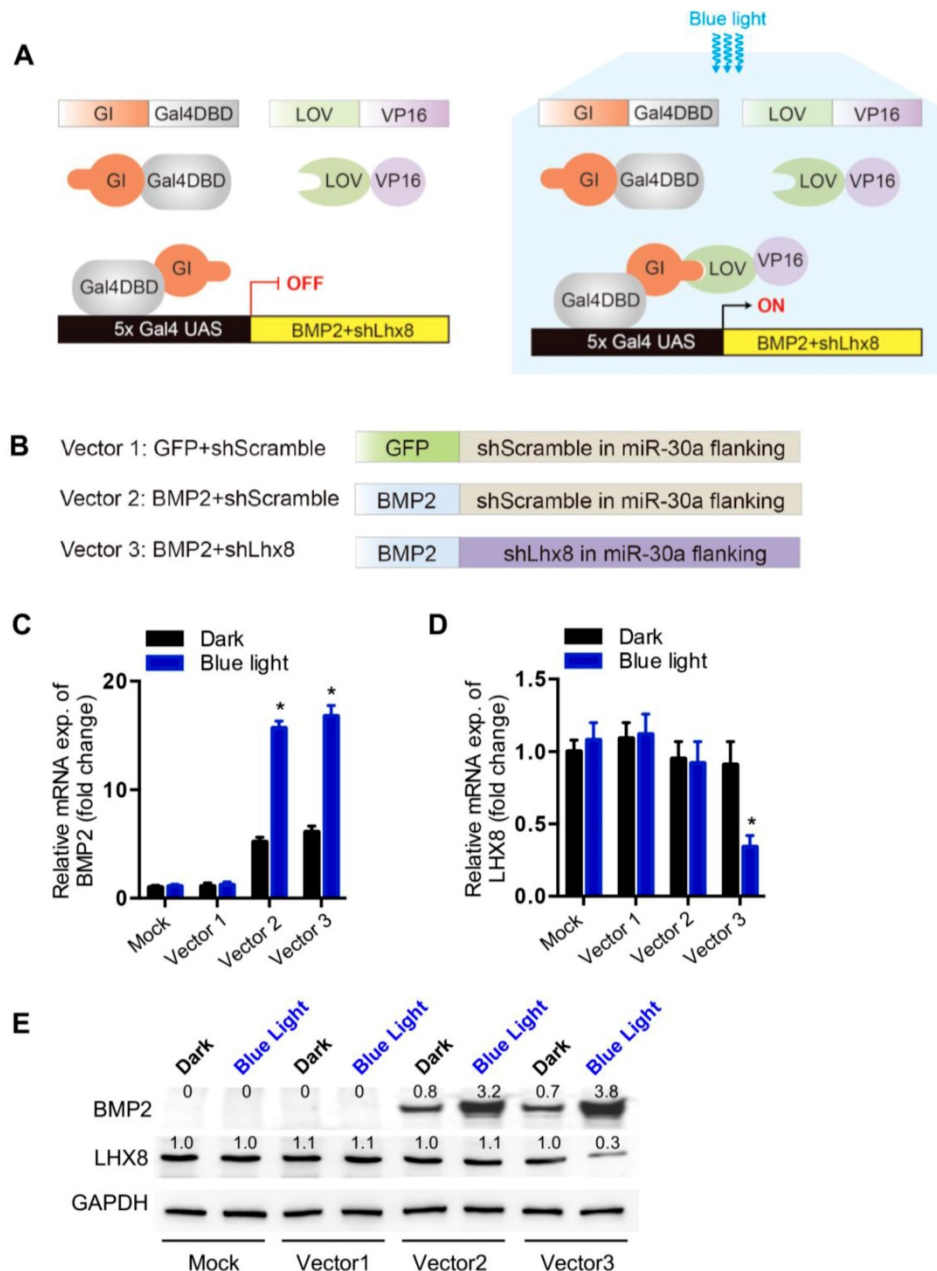 Blue light
A
GI Gal4DBD LOV VP16
GI Gal4DBD LOV VP16
GI Gal4DBD LOV VP16
GI Gal4DBD LOV VP16
Gal4DBD GI OFF
5x Gal4 UAS BMP2+shLhx8
GI LOV VP16
Gal4DBD ON
5x Gal4 UAS BMP2+shLhx8
B
Vector 1: GFP+shScramble GFP shScramble in miR-30a flanking
Vector 2: BMP2+shScramble BMP2 shScramble in miR-30a flanking
Vector 3: BMP2+shLhx8 BMP2 shLhx8 in miR-30a flanking
C
Dark
Blue light
Relative mRNA exp. of
BMP2 (fold change)
20
10
0
* *
Mock Vector 1 Vector 2 Vector 3
D
Dark
Blue light
Relative mRNA exp. of
LHX8 (fold change)
1.5
1.0
0.5
0.0
*
Mock Vector 1 Vector 2 Vector 3
E
Dark Blue Light Dark Blue Light Dark Blue Light Dark Blue Light
BMP2 0 0 0 0 0.8 3.2 0.7 3.8
LHX8 1.0 1.0 1.1 1.1 1.0 1.1 1.0 0.3
GAPDH
Mock Vector1 Vector2 Vector3